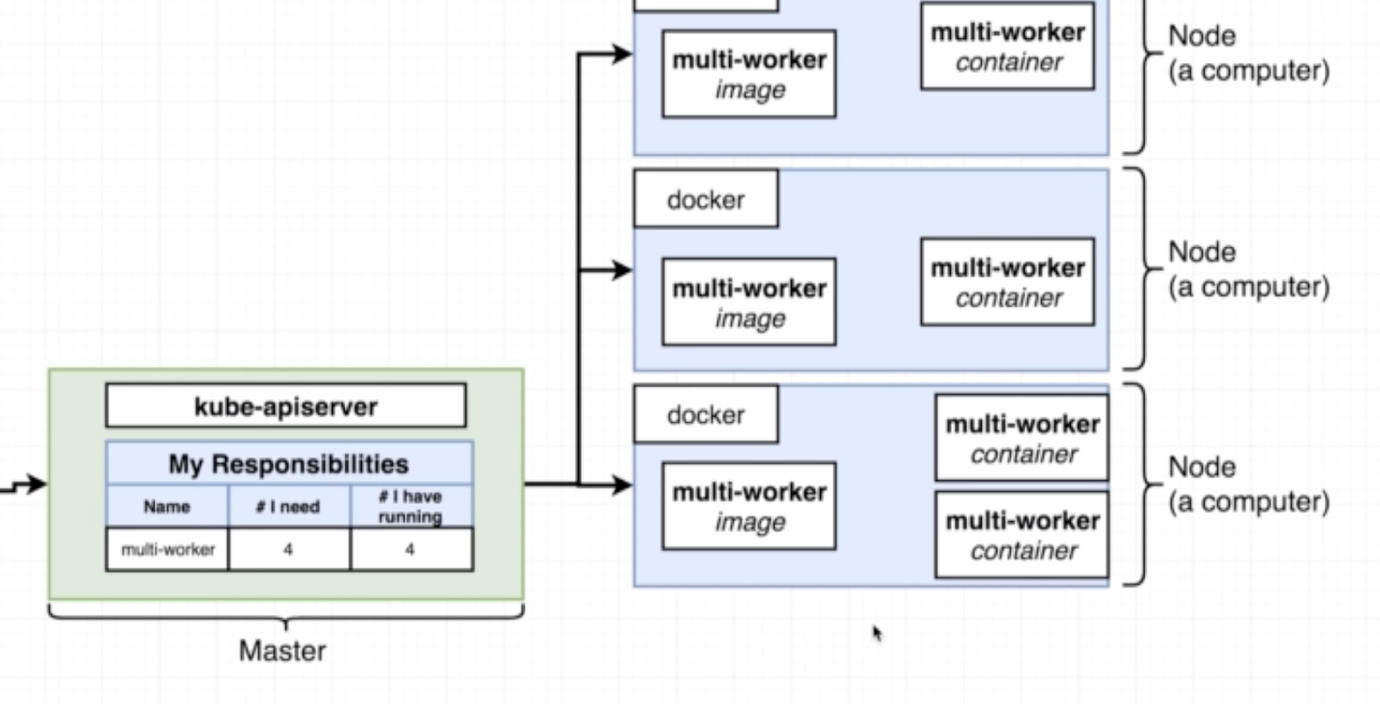 multi-worker
image
multi-worker
container
Node
(a computer)
docker
multi-worker
image
multi-worker
container
Node
(a computer)
docker
multi-worker
image
multi-worker
container
multi-worker
container
Node
(a computer)
kube-apiserver
My Responsibilities
Name
# I need
# I have
running
multi-worker
4
4
Master